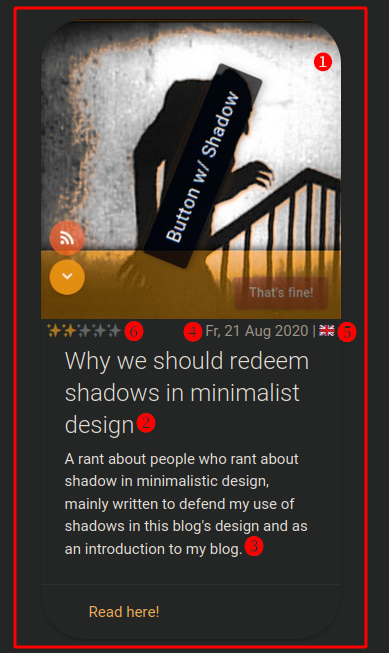 1
Button w/ Shadow
That's fine!
6 4 Fr, 21 Aug 2020 | 5
Why we should redeem
shadows in minimalist
design 2
A rant about people who rant about
shadow in minimalistic design,
mainly written to defend my use of
shadows in this blog's design and as
an introduction to my blog. 3
Read here!